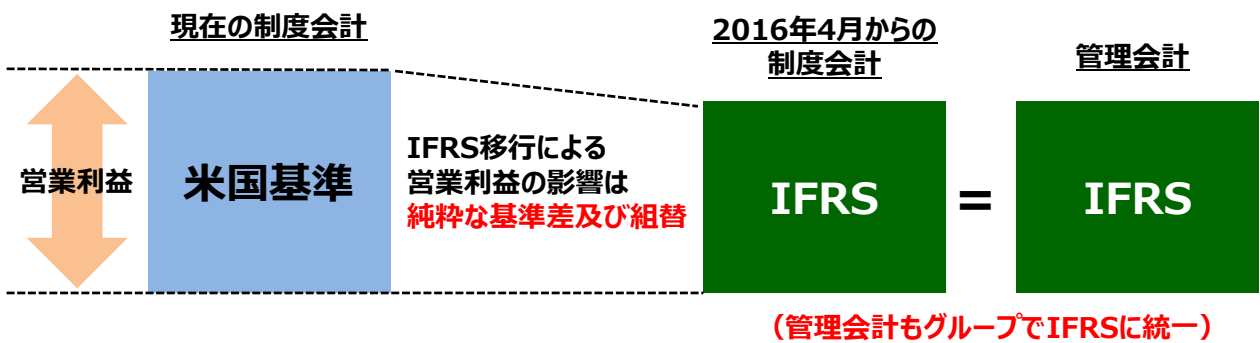 現在の制度会計
2016年4月からの
制度会計
管理会計
営業利益
米国基準
IFRS移行による
営業利益の影響は
純粋な基準差及び組替
IFRS
=
IFRS
（管理会計もグループでIFRSに統一）